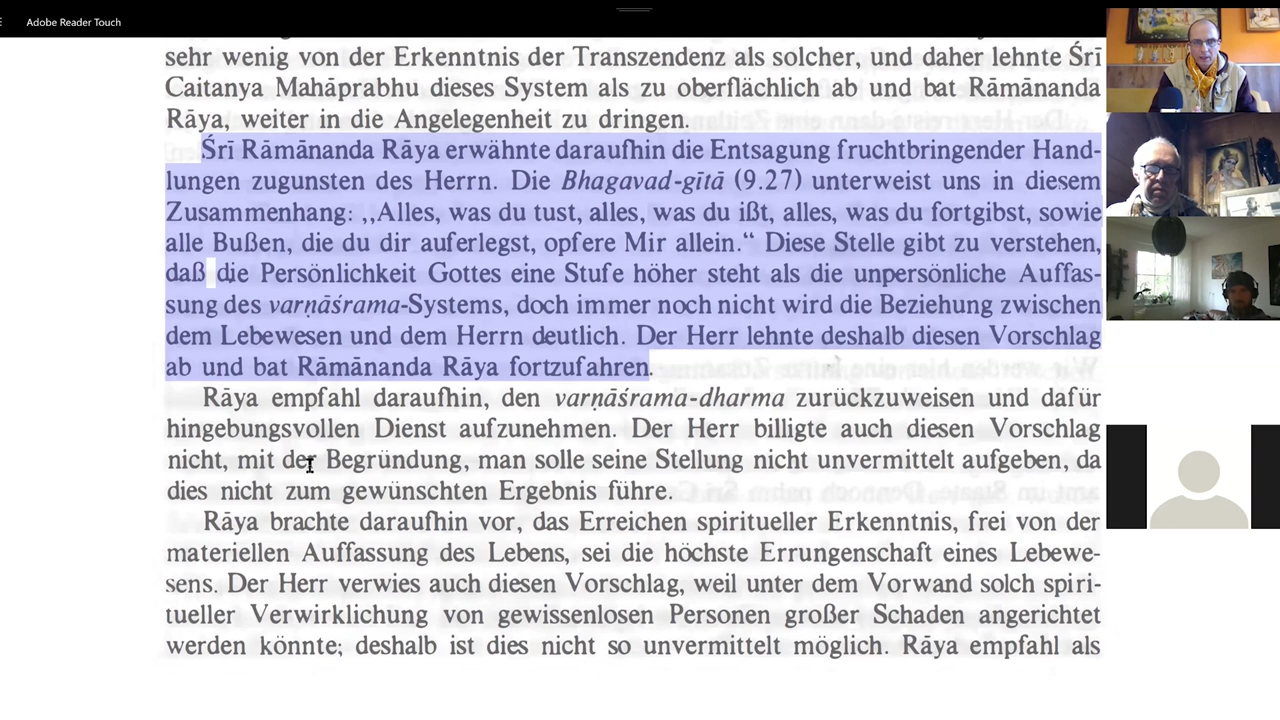 Adobe Reader Touch
sehr wenig von der Erkenntnis der Transzendenz als solcher, und daher lehnte Śrī
Caitanya Mahāprabhu dieses System als zu oberflächlich ab und bat Rāmānanda
Rāya, weiter in die Angelegenheit zu dringen.
Śrī Rāmānanda Rāya erwähnte daraufhin die Entsagung fruchtbringender Hand-
lungen zugunsten des Herrn. Die Bhagavad-gītā (9.27) unterweist uns in diesem
Zusammenhang: ,,Alles, was du tust, alles, was du ißt, alles, was du fortgibst, sowie
alle Bußen, die du dir auferlegst, opfere Mir allein.“ Diese Stelle gibt zu verstehen,
daß die Persönlichkeit Gottes eine Stufe höher steht als die unpersönliche Auffas-
sung des varṇāśrama-Systems, doch immer noch nicht wird die Beziehung zwischen
dem Lebewesen und dem Herrn deutlich. Der Herr lehnte deshalb diesen Vorschlag
ab und bat Rāmānanda Rāya fortzufahren.
Rāya empfahl daraufhin, den varṇāśrama-dharma zurückzuweisen und dafür
hingebungsvollen Dienst aufzunehmen. Der Herr billigte auch diesen Vorschlag
nicht, mit der Begründung, man solle seine Stellung nicht unvermittelt aufgeben, da
dies nicht zum gewünschten Ergebnis führe.
Rāya brachte daraufhin vor, das Erreichen spiritueller Erkenntnis, frei von der
materiellen Auffassung des Lebens, sei die höchste Errungenschaft eines Lebewe-
sens. Der Herr verwies auch diesen Vorschlag, weil unter dem Vorwand solch spiri-
tueller Verwirklichung von gewissenlosen Personen großer Schaden angerichtet
werden könnte; deshalb ist dies nicht so unvermittelt möglich. Rāya empfahl als